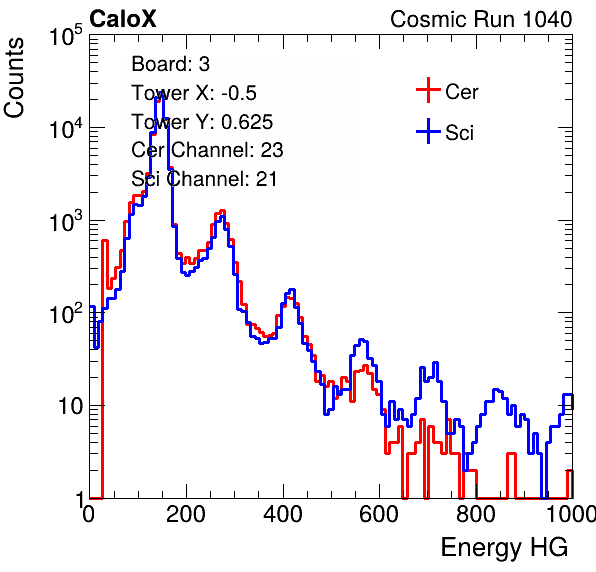 CaloX Cosmic Run 1040
Counts
10^5
10^4
10^3
10^2
10
1
Board: 3
Tower X: -0.5
Tower Y: 0.625
Cer Channel: 23
Sci Channel: 21
Cer
Sci
0 200 400 600 800 1000
Energy HG